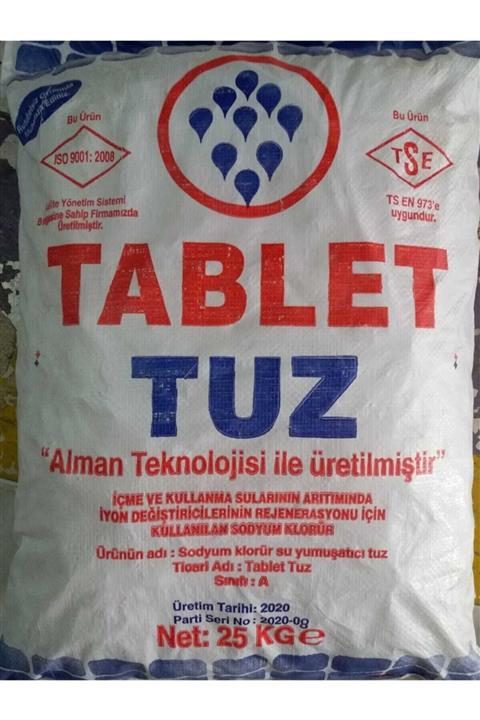 Bu Ürün
ISO 9001: 2008
Yönetim Sistemi
Sahip Firmamızda
Üretilmiştir.
Bu Ürün
TSE
TS EN 973'e
uygundur.
TABLET
TUZ
"Alman Teknolojisi ile üretilmiştir"
İÇME VE KULLANMA SULARININ ARITIMINDA
İYON DEĞİŞTİRİCİLERİNİN REJENERASYONU İÇİN
KULLANILAN SODYUM KLORÜR
Ürünün adı : Sodyum klorür su yumuşatıcı tuz
Ticari Adı : Tablet Tuz
Sınıfı : A
Üretim Tarihi: 2020
Parti Seri No : 2020-09
Net: 25 KG e